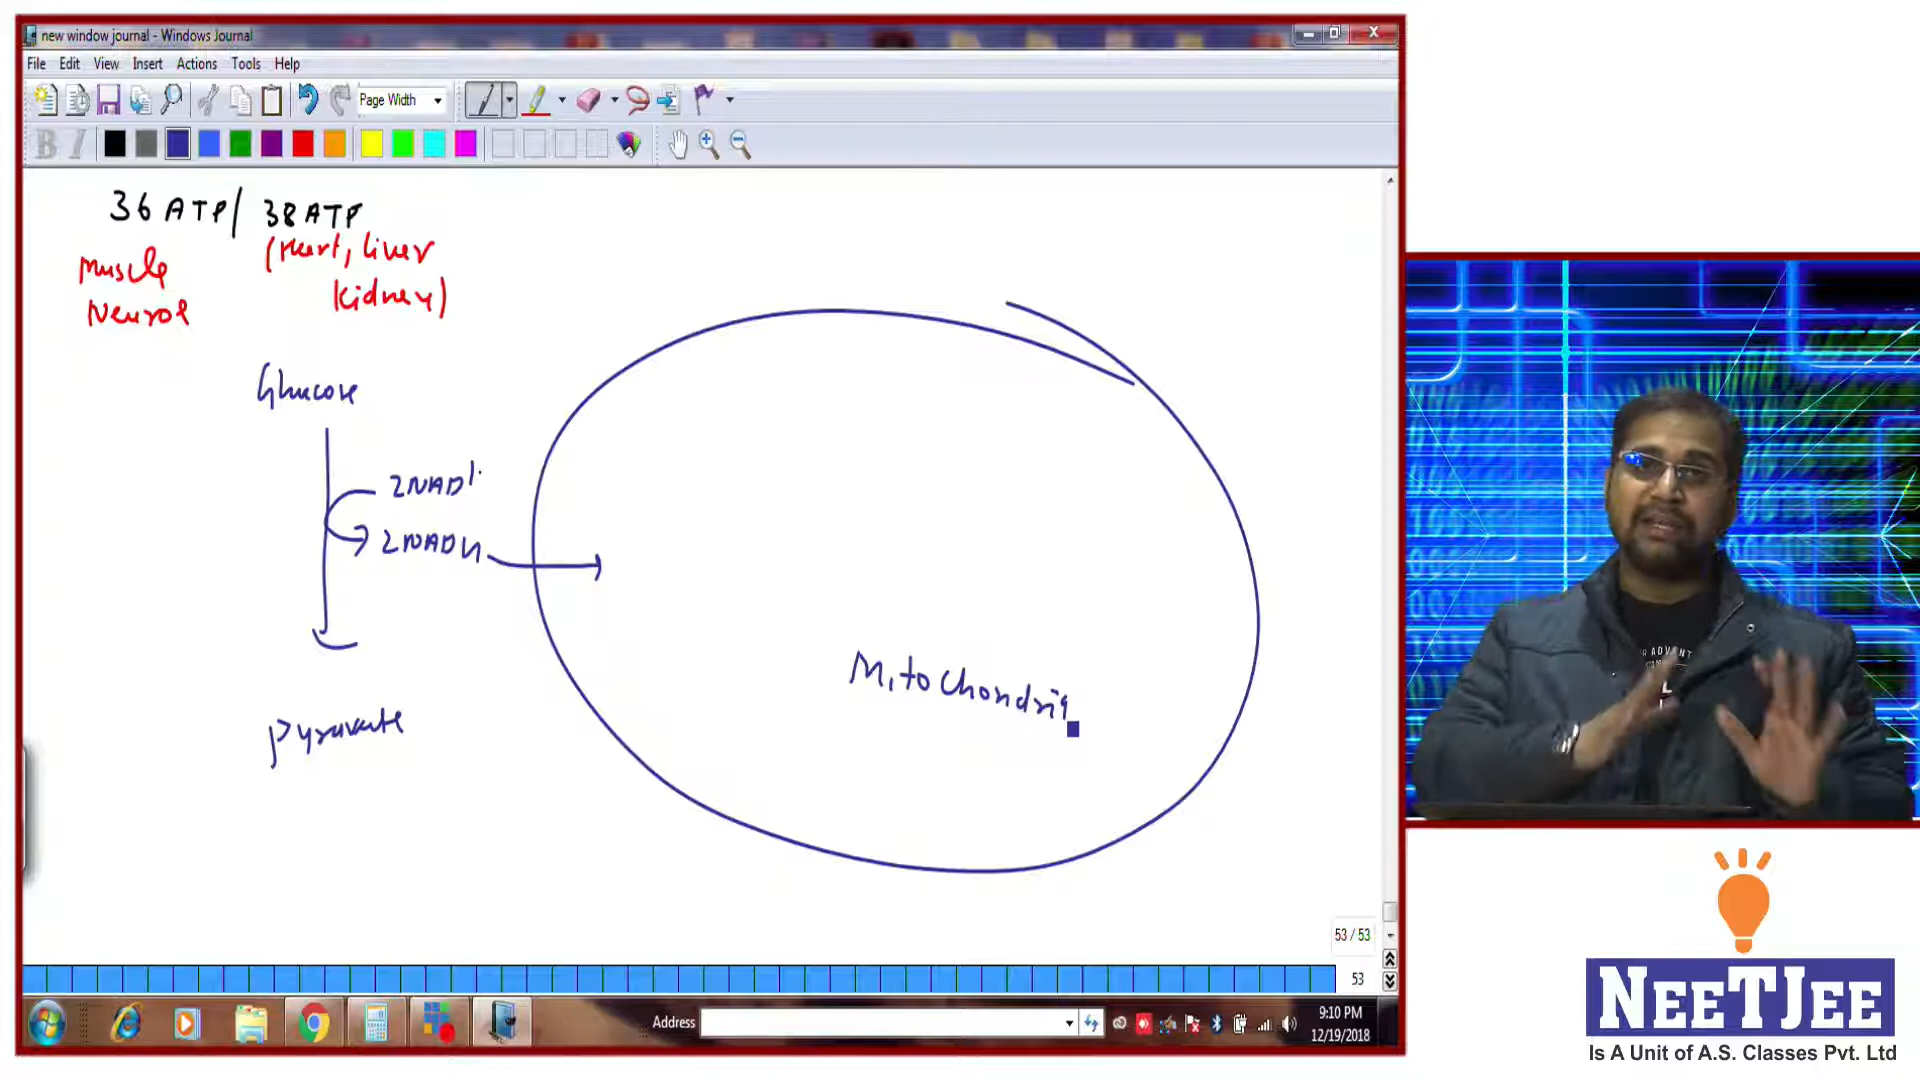 new window journal - Windows Journal
File Edit View Insert Actions Tools Help
Page Width
B I
36 ATP / 38 ATP
Muscle (Heart, Liver
Kidney)
Glucose
2NAD+
2NADH
Mitochondria
Pyruvate
53 / 53
53
Address
9:10 PM
12/19/2018
NEETJEE
Is A Unit of A.S. Classes Pvt. Ltd